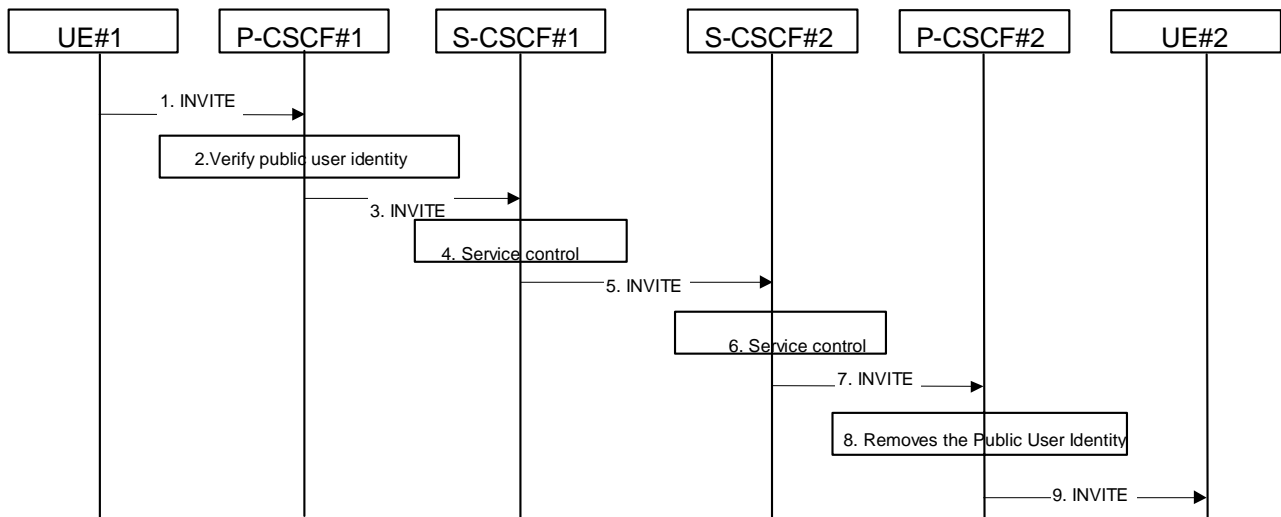 UE#1
P-CSCF#1
S-CSCF#1
S-CSCF#2
P-CSCF#2
UE#2
1. INVITE
2.Verify public user identity
3. INVITE
4. Service control
5. INVITE
6. Service control
7. INVITE
8. Removes the Public User Identity
9. INVITE